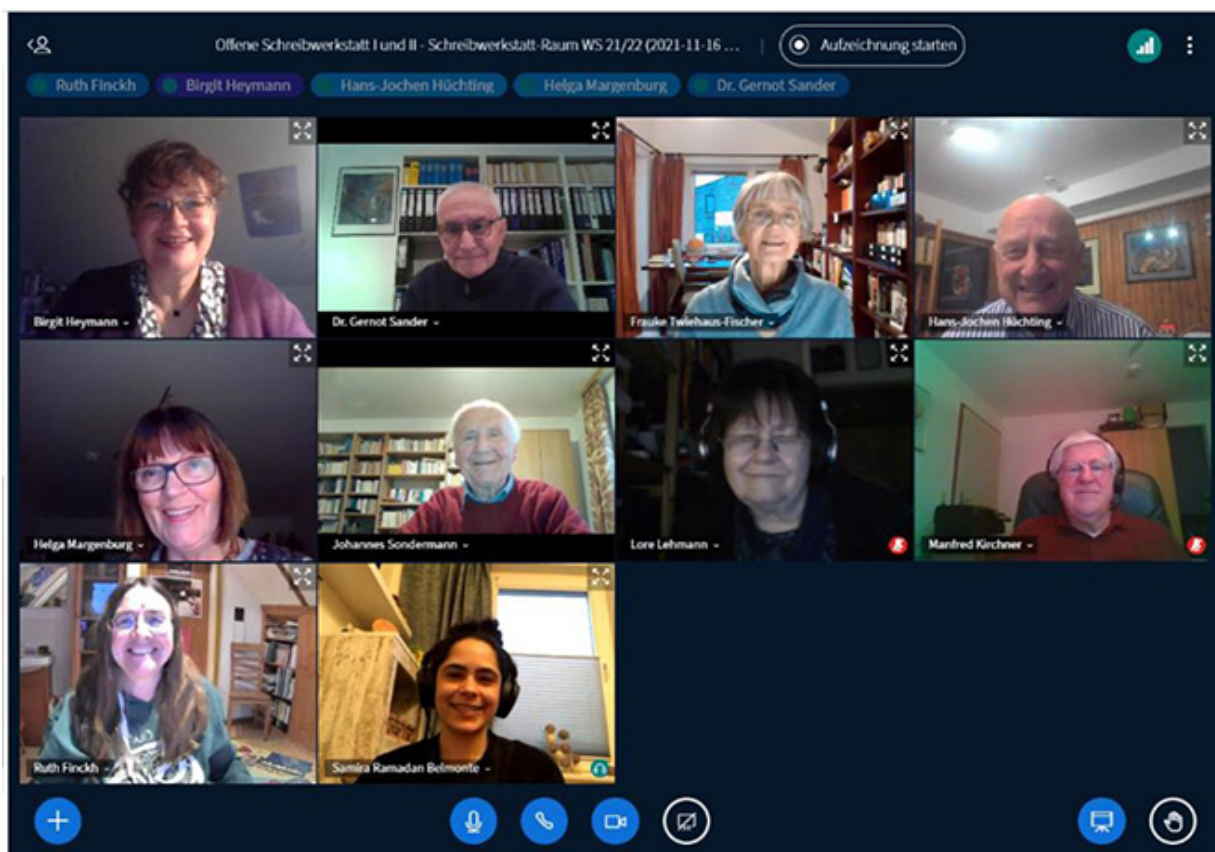 Offene Schreibwerkstatt I und II - Schreibwerkstatt-Raum WS 21/22 (2021-11-16 ...
Aufzeichnung starten
Ruth Finckh
Birgit Heymann
Hans-Jochen Hüchting
Helga Margenburg
Dr. Gernot Sander
Birgit Heymann
Dr. Gernot Sander
Frauke Twiehaus-Fischer
Hans-Jochen Hüchting
Helga Margenburg
Johannes Sondermann
Lore Lehmann
Manfred Kirchner
Ruth Finckh
Samira Ramadan Belmonte